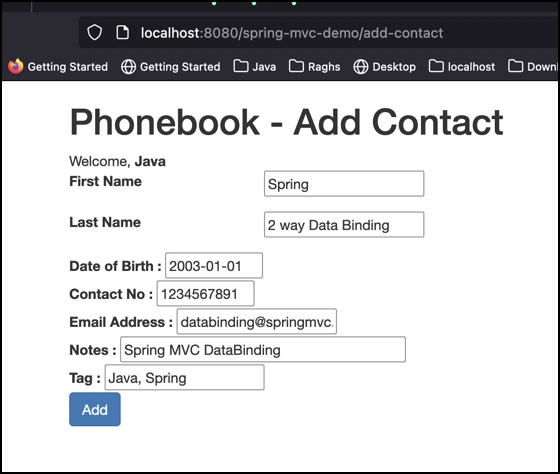 localhost:8080/spring-mvc-demo/add-contact
Getting Started Getting Started Java Raghs Desktop localhost
Phonebook - Add Contact
Welcome, Java
First Name Spring
Last Name 2 way Data Binding
Date of Birth : 2003-01-01
Contact No : 1234567891
Email Address : databinding@springmvc.
Notes : Spring MVC DataBinding
Tag : Java, Spring
Add